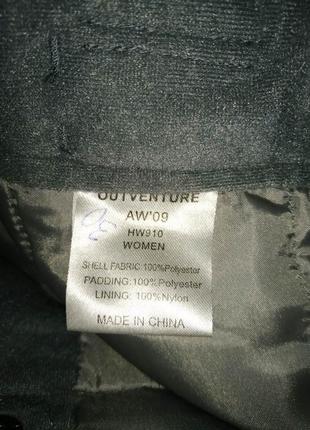 OUTVENTURE
AW'09
HW910
WOMEN
SHELL FABRIC:100%Polyester
PADDING:100%Polyester
LINING: 100%Nylon
MADE IN CHINA